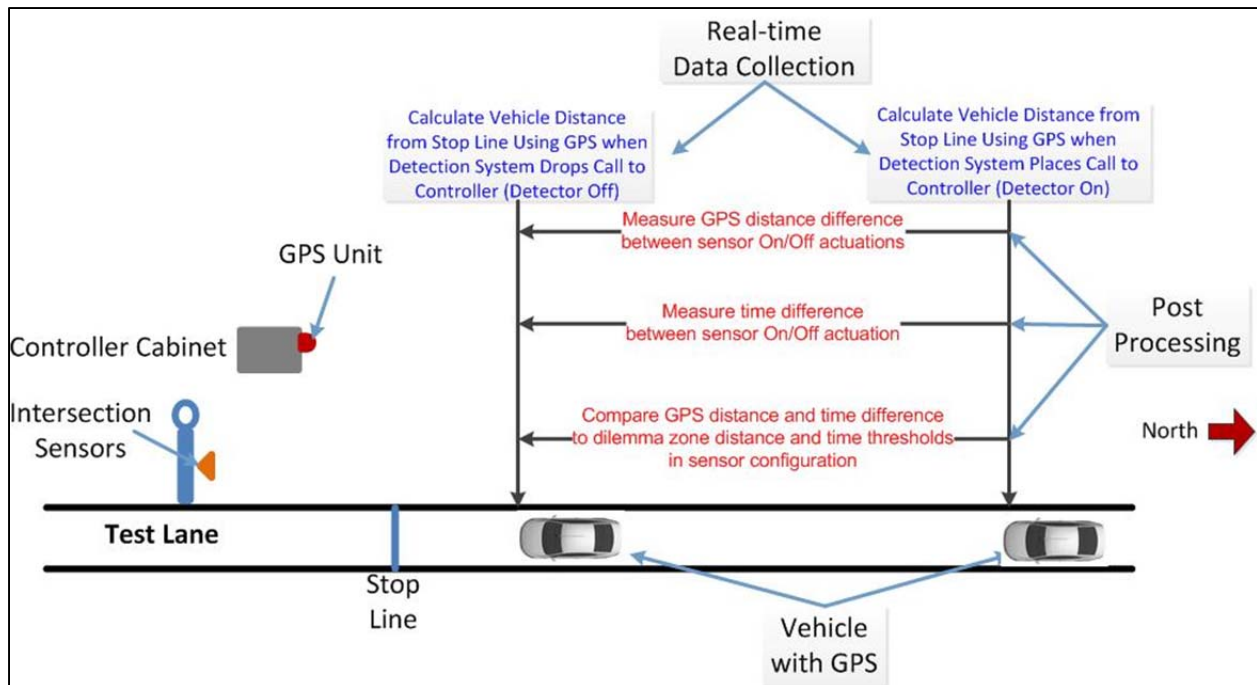 Real-time
Data Collection
Calculate Vehicle Distance
from Stop Line Using GPS when
Detection System Drops Call to
Controller (Detector Off)
Calculate Vehicle Distance from
Stop Line Using GPS when
Detection System Places Call to
Controller (Detector On)
Measure GPS distance difference
between sensor On/Off actuations
GPS Unit
Measure time difference
between sensor On/Off actuation
Post
Processing
Controller Cabinet
Intersection
Sensors
Compare GPS distance and time difference
to dilemma zone distance and time thresholds
in sensor configuration
North
Test Lane
Stop
Line
Vehicle
with GPS